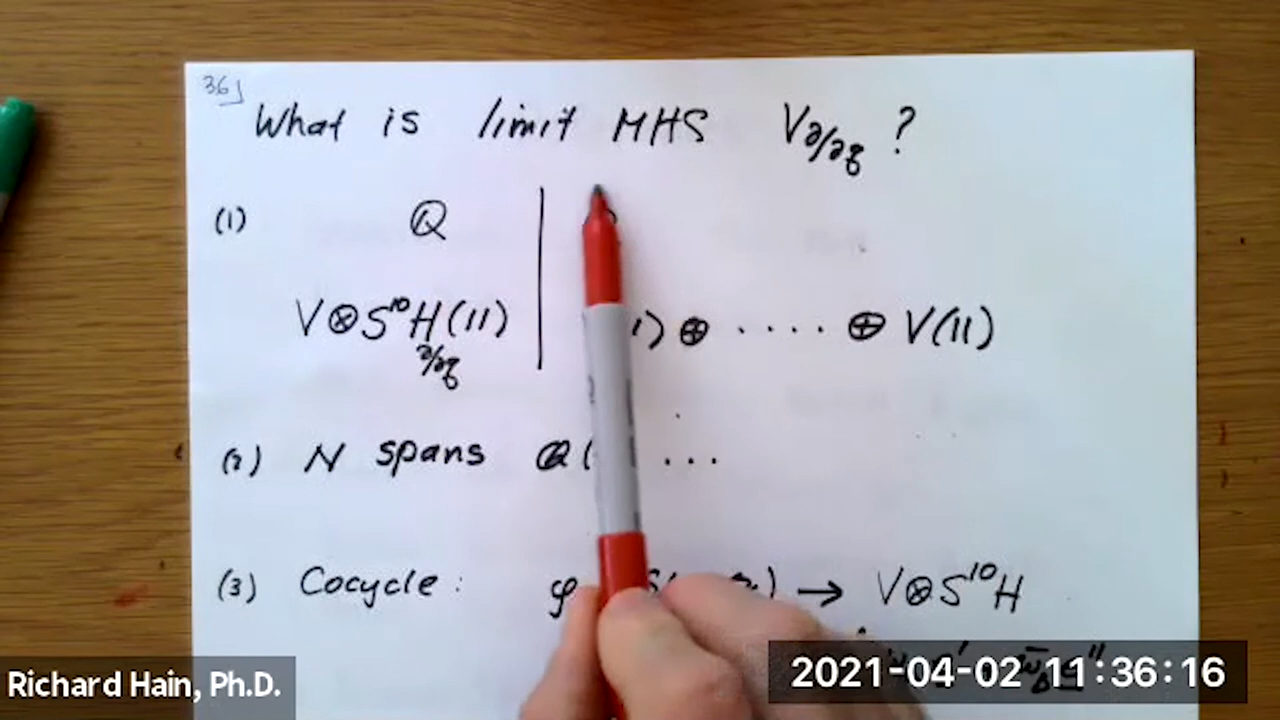 36
What is limit MHS V∂/∂q ?
(1) Q
V⊗S¹⁰H(11) ⊕ ···· ⊕ V(11)
∂/∂q
(2) N spans Q( ...
(3) Cocycle : φ → V⊗S¹⁰H
Richard Hain, Ph.D.
2021-04-02 11:36:16